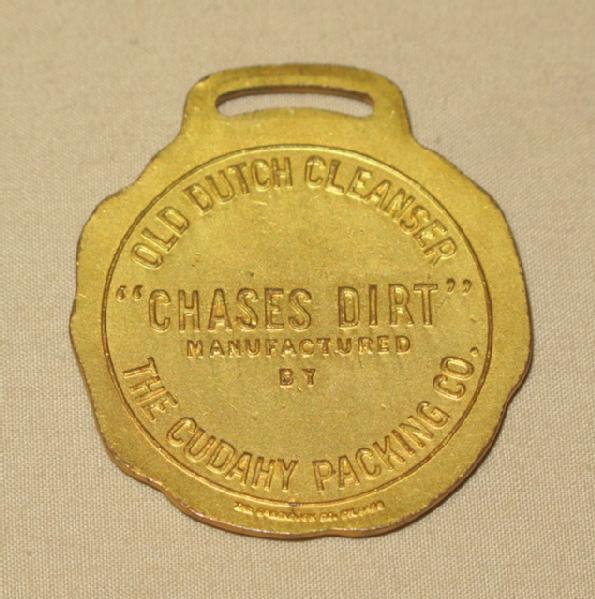 OLD DUTCH CLEANSER
"CHASES DIRT"
MANUFACTURED
BY
THE CUDAHY PACKING CO.